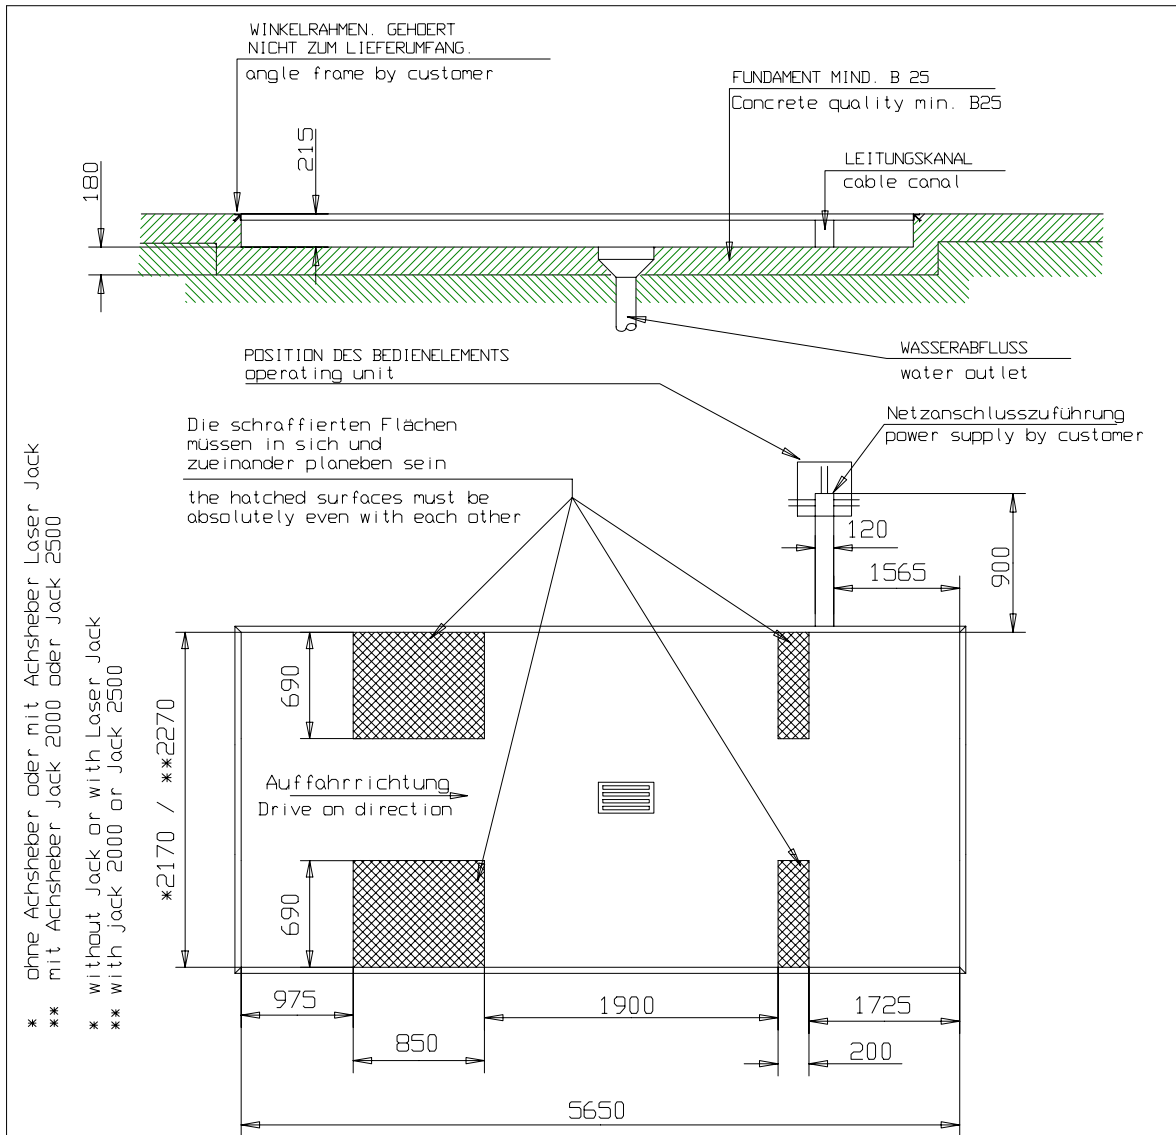 WINKELRAHMEN. GEHOERT
NICHT ZUM LIEFERUMFANG.
angle frame by customer
FUNDAMENT MIND. B 25
Concrete quality min. B25
215
180
LEITUNGSKANAL
cable canal
POSITION DES BEDIENELEMENTS
operating unit
WASSERABFLUSS
water outlet
Netzanschlusszuführung
power supply by customer
Die schraffierten Flächen
müssen in sich und
zueinander planeben sein
the hatched surfaces must be
absolutely even with each other
120
1565
900
690
Auffahrrichtung
Drive on direction
690
*2170 / **2270
* ohne Achsheber oder mit Achsheber Laser Jack
** mit Achsheber Jack 2000 oder Jack 2500
* without Jack or with Laser Jack
** with jack 2000 or Jack 2500
975
1900
1725
850
200
5650